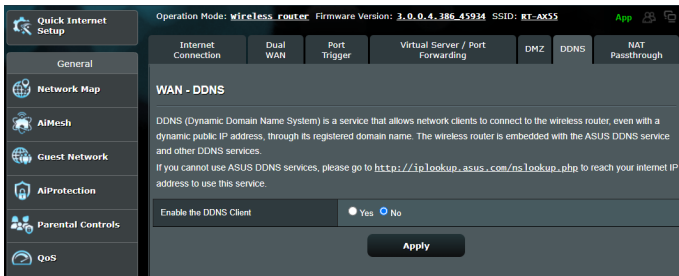 Quick Internet
Setup
General
Network Map
AiMesh
Guest Network
AiProtection
Parental Controls
QoS
Operation Mode: Wireless router Firmware Version: 3.0.0.4.386_45934 SSID: RT-AX55
App
Internet
Connection
Dual
WAN
Port
Trigger
Virtual Server / Port
Forwarding
DMZ
DDNS
NAT
Passthrough
WAN - DDNS
DDNS (Dynamic Domain Name System) is a service that allows network clients to connect to the wireless router, even with a
dynamic public IP address, through its registered domain name. The wireless router is embedded with the ASUS DDNS service
and other DDNS services.
If you cannot use ASUS DDNS services, please go to http://iplookup.asus.com/nslookup.php to reach your internet IP
address to use this service.
Enable the DDNS Client Yes No
Apply